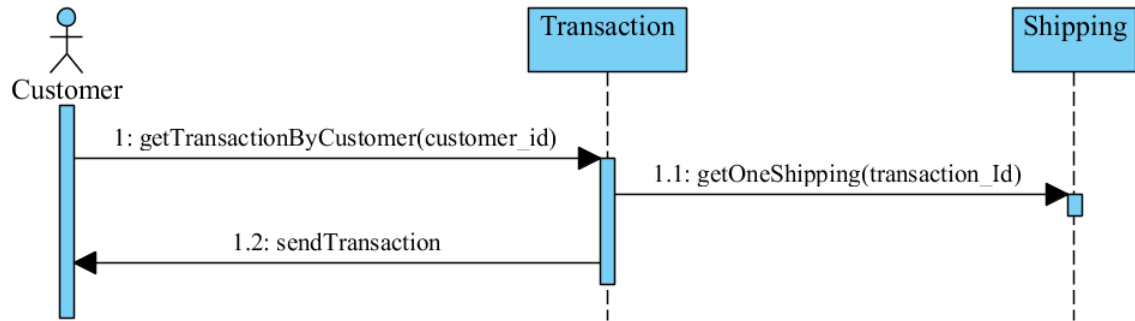 Transaction
Shipping
Customer
1: getTransactionByCustomer(customer_id)
1.1: getOneShipping(transaction_Id)
1.2: sendTransaction